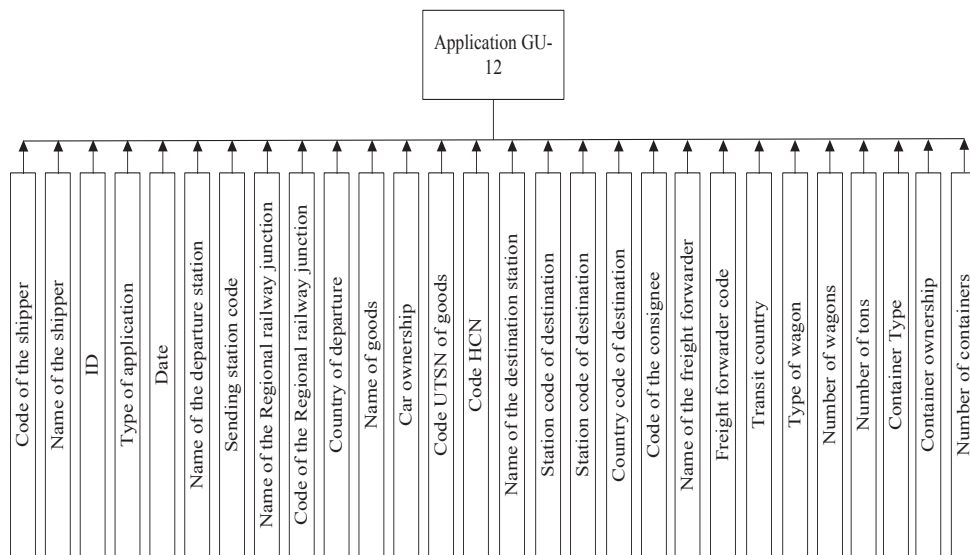 Application GU-
12
Code of the shipper
Name of the shipper
ID
Type of application
Date
Name of the departure station
Sending station code
Name of the Regional railway junction
Code of the Regional railway junction
Country of departure
Name of goods
Car ownership
Code UTSN of goods
Code HCN
Name of the destination station
Station code of destination
Station code of destination
Country code of destination
Code of the consignee
Name of the freight forwarder
Freight forwarder code
Transit country
Type of wagon
Number of wagons
Number of tons
Container Type
Container ownership
Number of containers